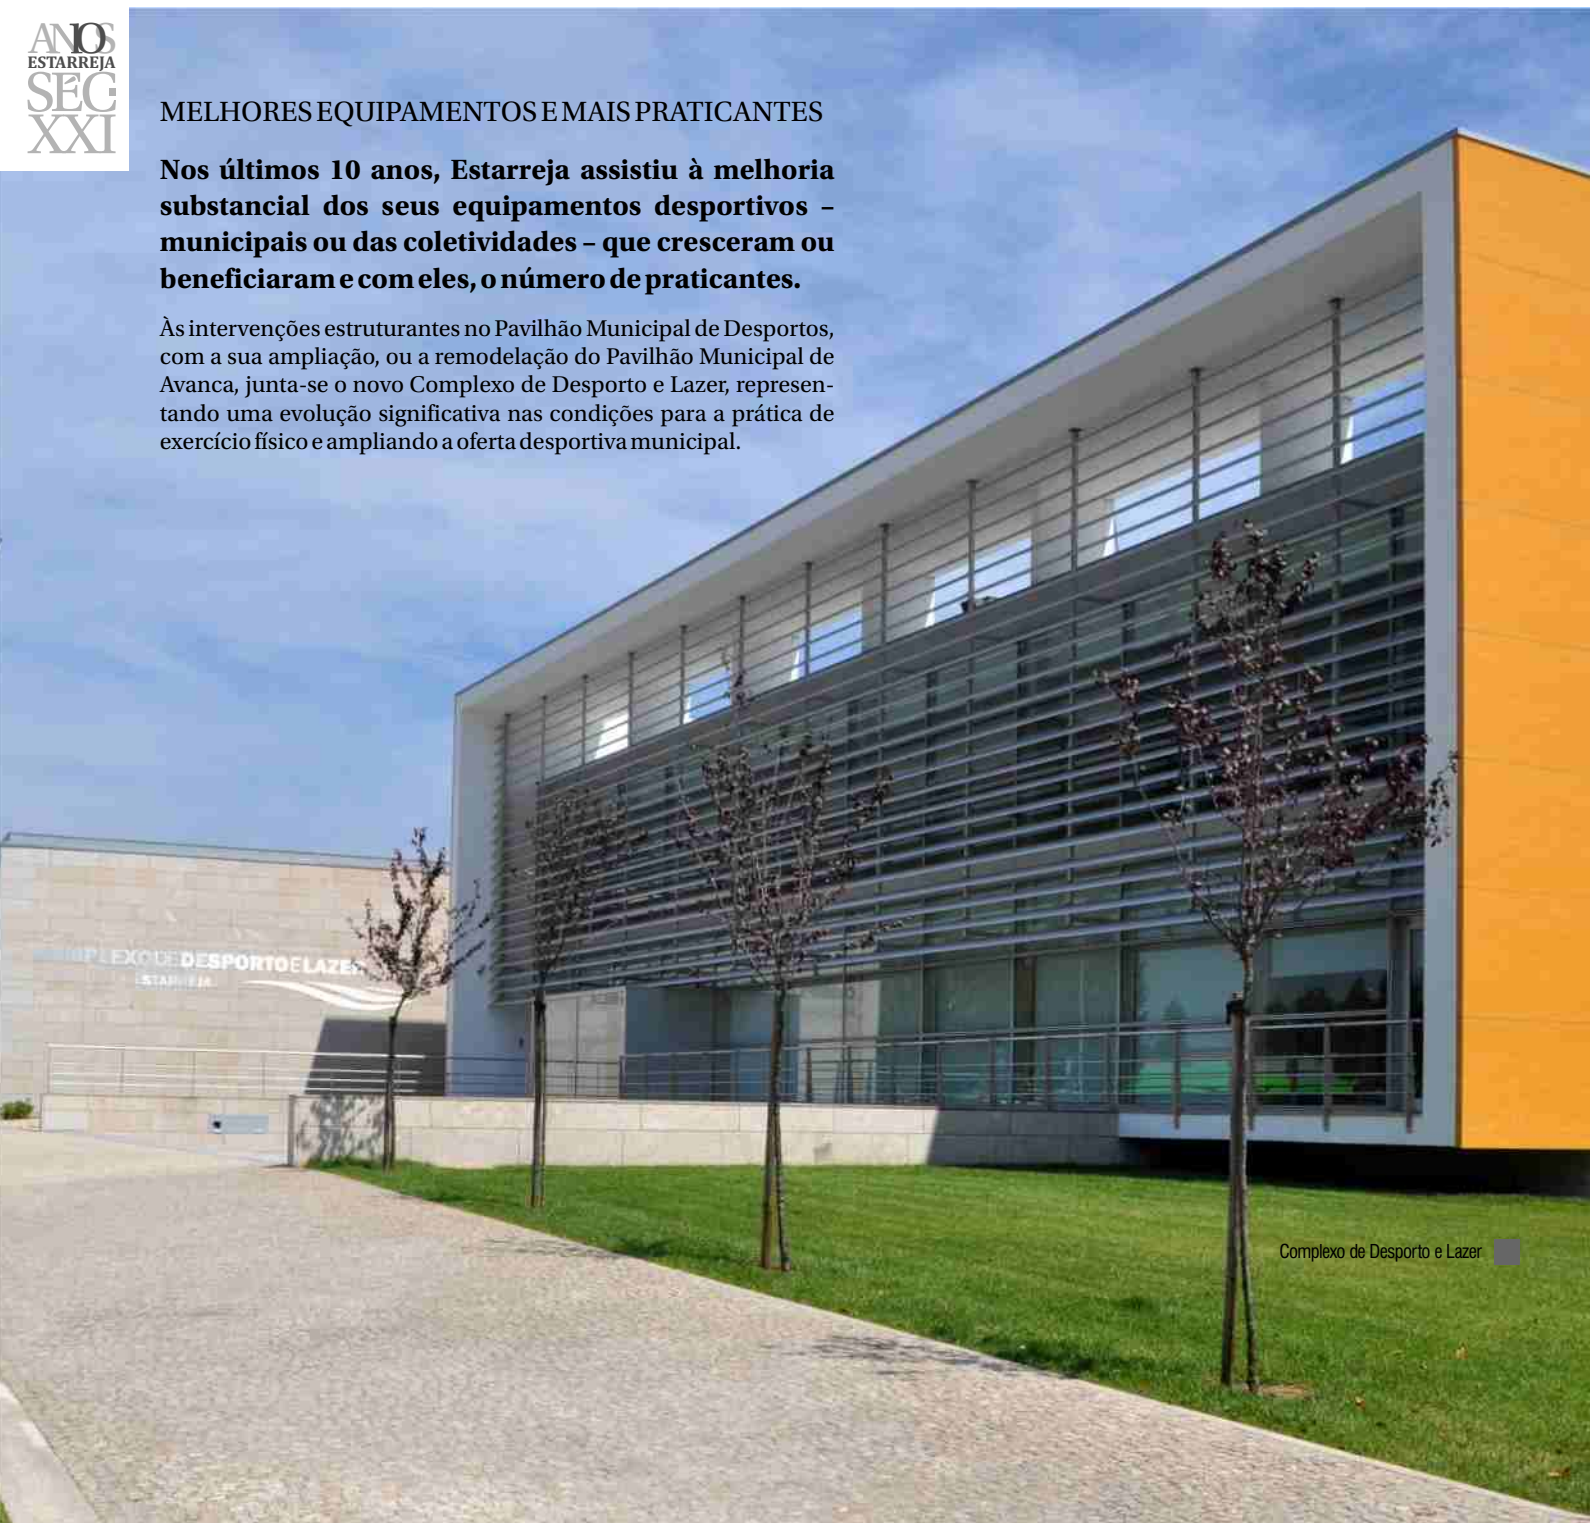 ANOS 10
ESTARREJA
SÉC.
XXI
MELHORES EQUIPAMENTOS E MAIS PRATICANTES
Nos últimos 10 anos, Estarreja assistiu à melhoria
substancial dos seus equipamentos desportivos –
municipais ou das coletividades – que cresceram ou
beneficiaram e com eles, o número de praticantes.
Às intervenções estruturantes no Pavilhão Municipal de Desportos,
com a sua ampliação, ou a remodelação do Pavilhão Municipal de
Avanca, junta-se o novo Complexo de Desporto e Lazer, represen-
tando uma evolução significativa nas condições para a prática de
exercício físico e ampliando a oferta desportiva municipal.
COMPLEXO DE DESPORTO E LAZER
ESTARREJA
Complexo de Desporto e Lazer